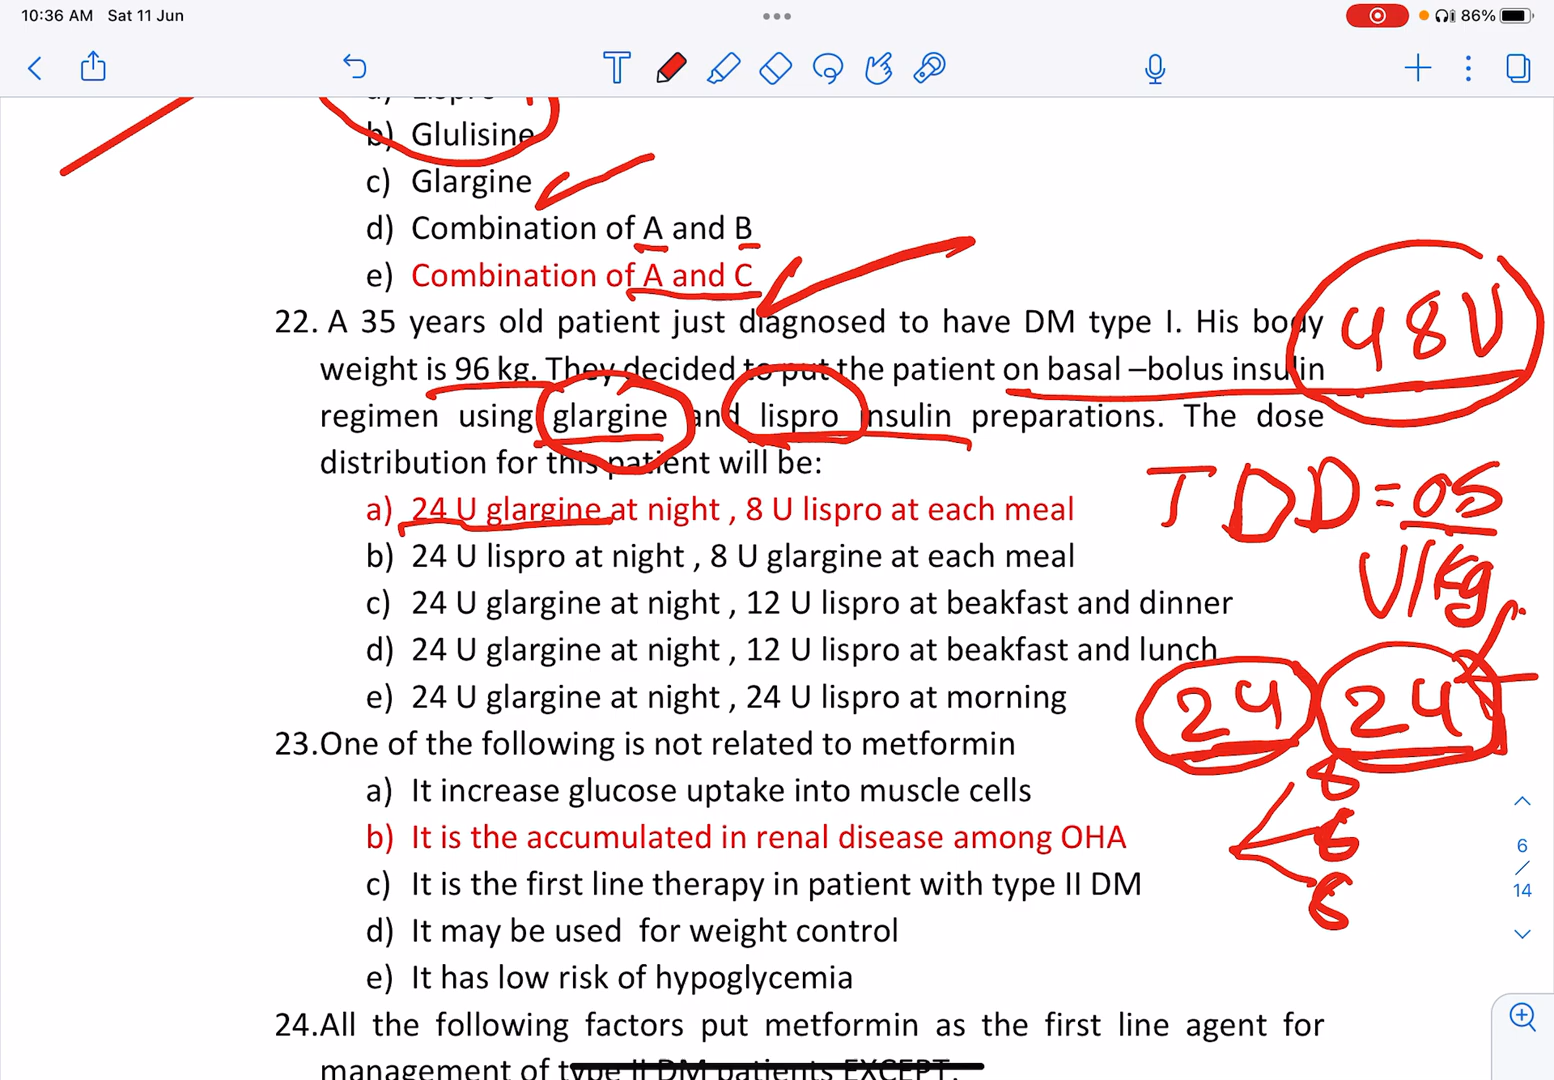 10:36 AM Sat 11 Jun
86%
b) Glulisine
c) Glargine
d) Combination of A and B
e) Combination of A and C
22. A 35 years old patient just diagnosed to have DM type I. His body
weight is 96 kg. They decided to put the patient on basal –bolus insulin
regimen using glargine and lispro insulin preparations. The dose
distribution for this patient will be:
a) 24 U glargine at night , 8 U lispro at each meal
b) 24 U lispro at night , 8 U glargine at each meal
c) 24 U glargine at night , 12 U lispro at beakfast and dinner
d) 24 U glargine at night , 12 U lispro at beakfast and lunch
e) 24 U glargine at night , 24 U lispro at morning
48U
TDD = 05
U/kg
24 24
8
8
8
23.One of the following is not related to metformin
a) It increase glucose uptake into muscle cells
b) It is the accumulated in renal disease among OHA
c) It is the first line therapy in patient with type II DM
d) It may be used for weight control
e) It has low risk of hypoglycemia
24.All the following factors put metformin as the first line agent for
management of type II DM patients EXCEPT:
6
/
14